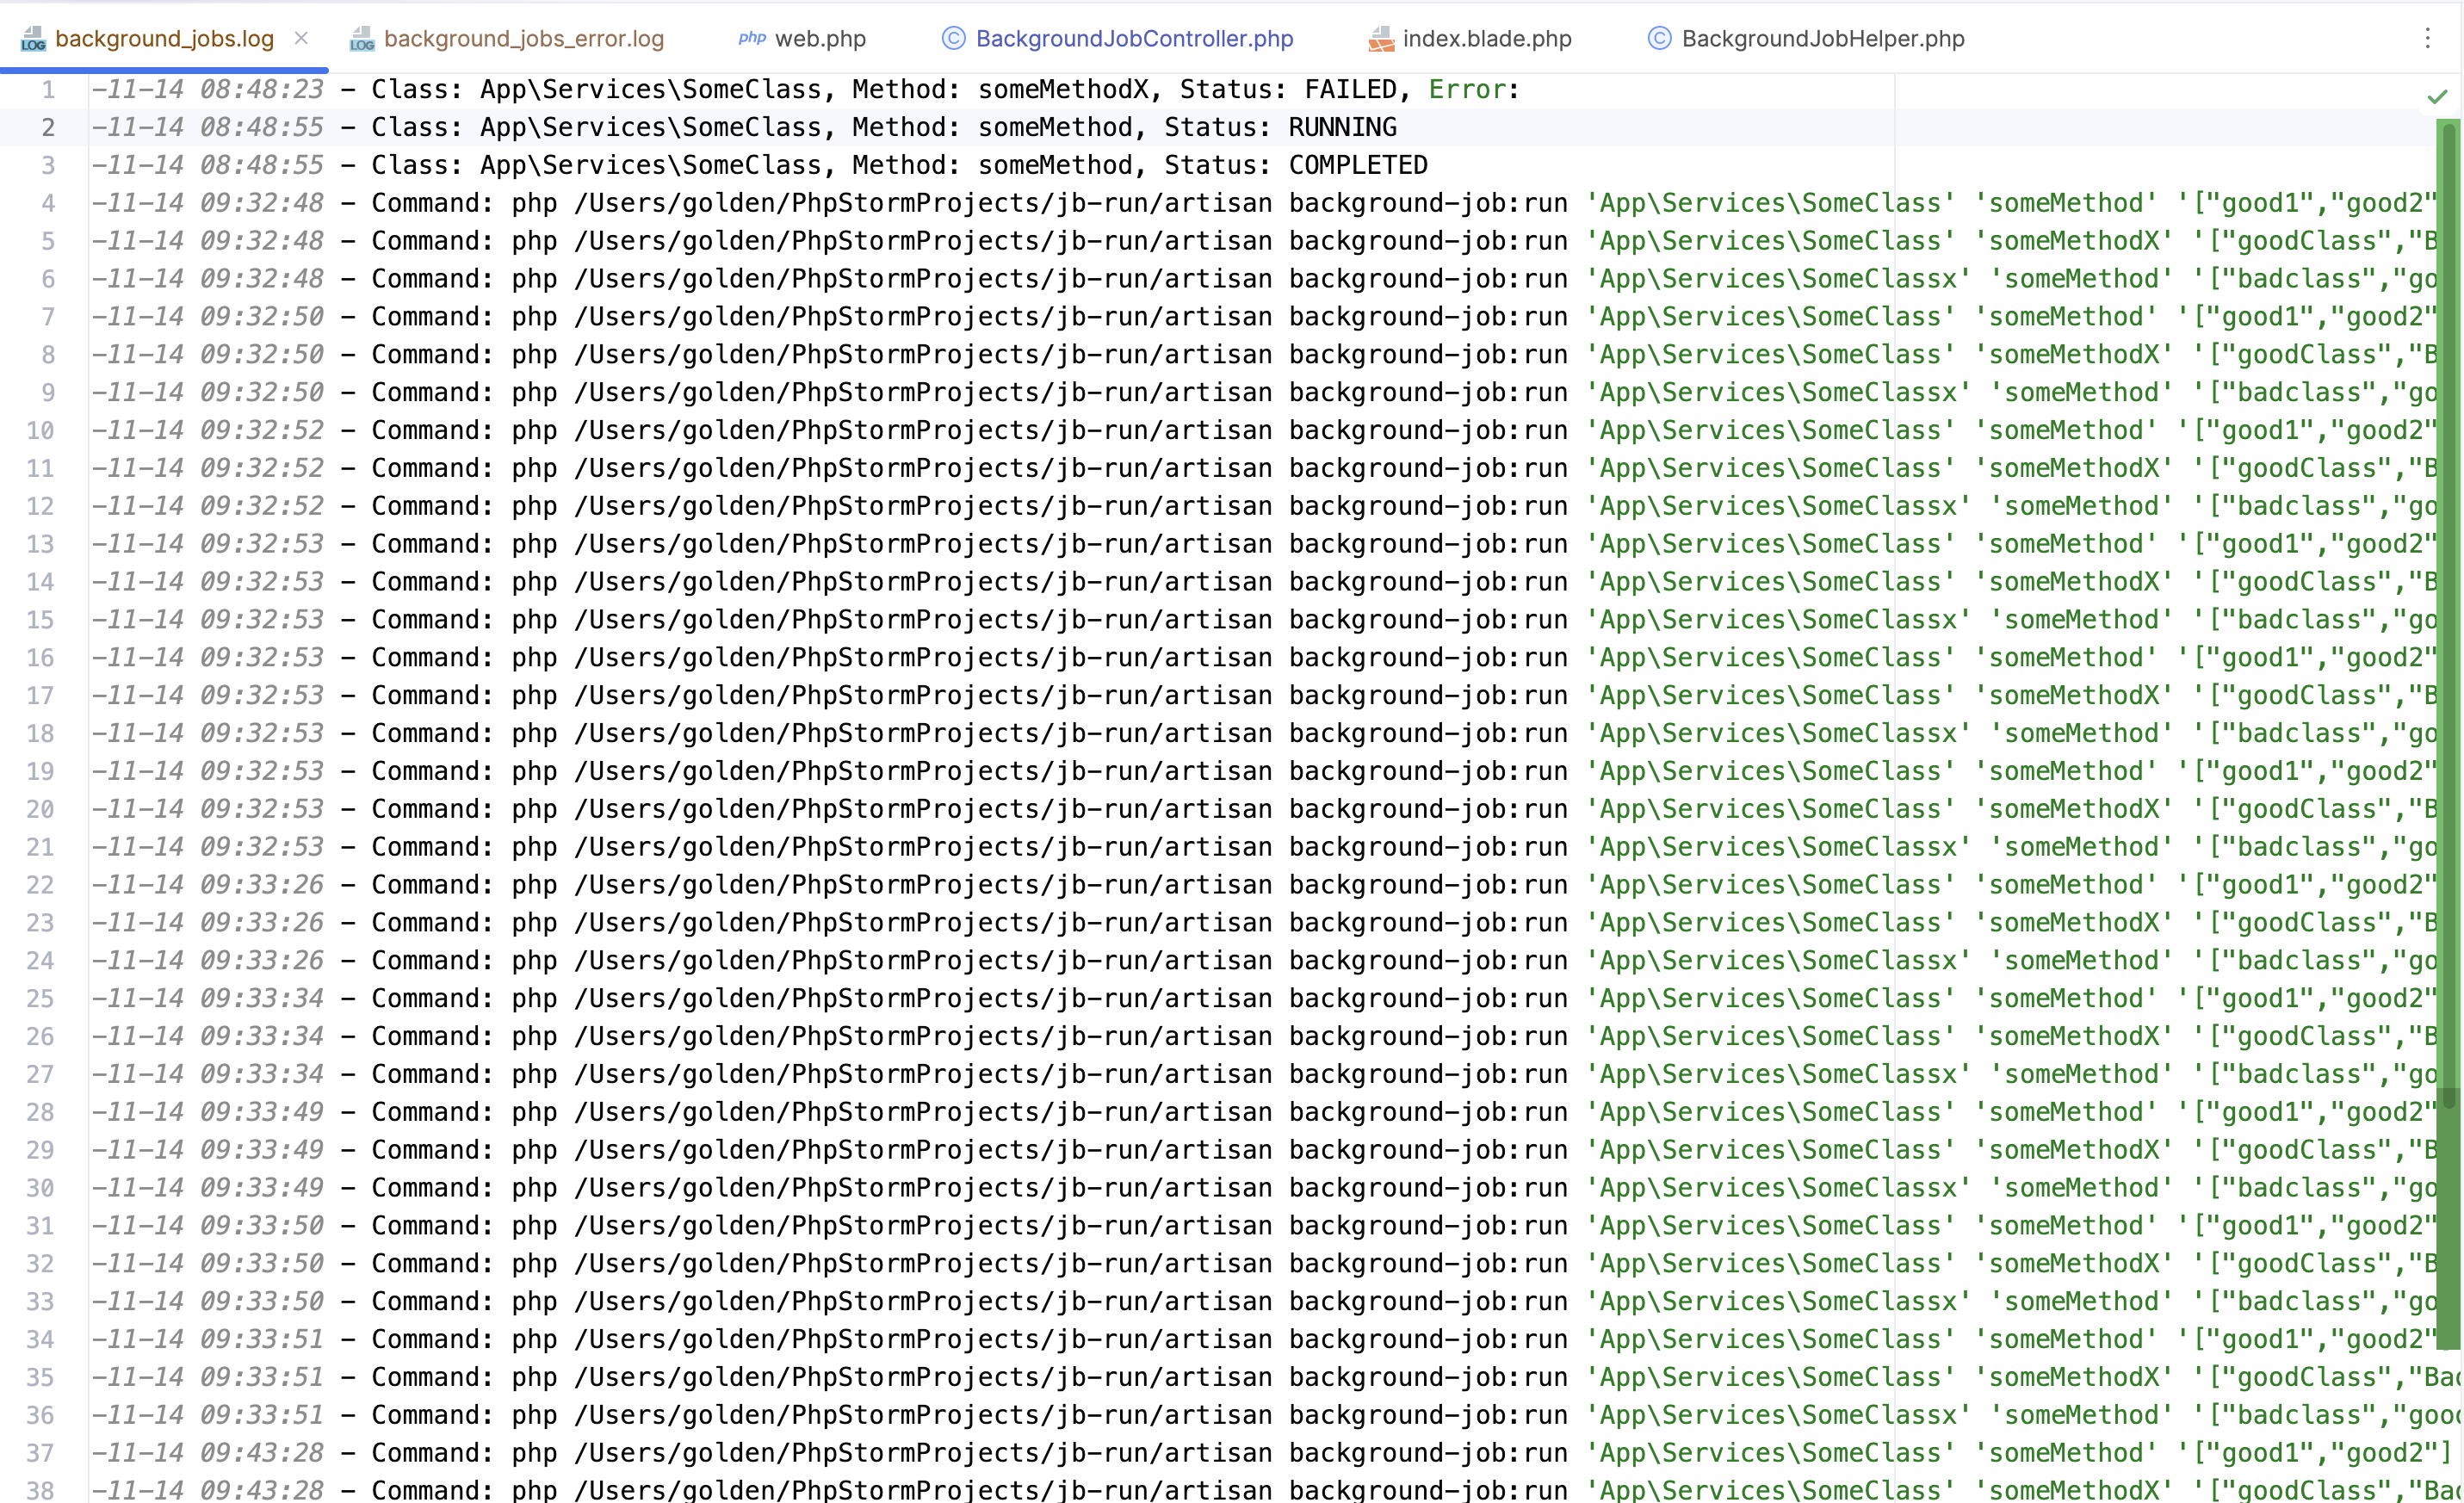 background_jobs.log background_jobs_error.log php web.php BackgroundJobController.php index.blade.php BackgroundJobHelper.php
1 -11-14 08:48:23 - Class: App\Services\SomeClass, Method: someMethodX, Status: FAILED, Error:
2 -11-14 08:48:55 - Class: App\Services\SomeClass, Method: someMethod, Status: RUNNING
3 -11-14 08:48:55 - Class: App\Services\SomeClass, Method: someMethod, Status: COMPLETED
4 -11-14 09:32:48 - Command: php /Users/golden/PhpStormProjects/jb-run/artisan background-job:run 'App\Services\SomeClass' 'someMethod' '["good1","good2"
5 -11-14 09:32:48 - Command: php /Users/golden/PhpStormProjects/jb-run/artisan background-job:run 'App\Services\SomeClass' 'someMethodX' '["goodClass","B
6 -11-14 09:32:48 - Command: php /Users/golden/PhpStormProjects/jb-run/artisan background-job:run 'App\Services\SomeClassx' 'someMethod' '["badclass","go
7 -11-14 09:32:50 - Command: php /Users/golden/PhpStormProjects/jb-run/artisan background-job:run 'App\Services\SomeClass' 'someMethod' '["good1","good2"
8 -11-14 09:32:50 - Command: php /Users/golden/PhpStormProjects/jb-run/artisan background-job:run 'App\Services\SomeClass' 'someMethodX' '["goodClass","B
9 -11-14 09:32:50 - Command: php /Users/golden/PhpStormProjects/jb-run/artisan background-job:run 'App\Services\SomeClassx' 'someMethod' '["badclass","go
10 -11-14 09:32:52 - Command: php /Users/golden/PhpStormProjects/jb-run/artisan background-job:run 'App\Services\SomeClass' 'someMethod' '["good1","good2"
11 -11-14 09:32:52 - Command: php /Users/golden/PhpStormProjects/jb-run/artisan background-job:run 'App\Services\SomeClass' 'someMethodX' '["goodClass","B
12 -11-14 09:32:52 - Command: php /Users/golden/PhpStormProjects/jb-run/artisan background-job:run 'App\Services\SomeClassx' 'someMethod' '["badclass","go
13 -11-14 09:32:53 - Command: php /Users/golden/PhpStormProjects/jb-run/artisan background-job:run 'App\Services\SomeClass' 'someMethod' '["good1","good2"
14 -11-14 09:32:53 - Command: php /Users/golden/PhpStormProjects/jb-run/artisan background-job:run 'App\Services\SomeClass' 'someMethodX' '["goodClass","B
15 -11-14 09:32:53 - Command: php /Users/golden/PhpStormProjects/jb-run/artisan background-job:run 'App\Services\SomeClassx' 'someMethod' '["badclass","go
16 -11-14 09:32:53 - Command: php /Users/golden/PhpStormProjects/jb-run/artisan background-job:run 'App\Services\SomeClass' 'someMethod' '["good1","good2"
17 -11-14 09:32:53 - Command: php /Users/golden/PhpStormProjects/jb-run/artisan background-job:run 'App\Services\SomeClass' 'someMethodX' '["goodClass","B
18 -11-14 09:32:53 - Command: php /Users/golden/PhpStormProjects/jb-run/artisan background-job:run 'App\Services\SomeClassx' 'someMethod' '["badclass","go
19 -11-14 09:32:53 - Command: php /Users/golden/PhpStormProjects/jb-run/artisan background-job:run 'App\Services\SomeClass' 'someMethod' '["good1","good2"
20 -11-14 09:32:53 - Command: php /Users/golden/PhpStormProjects/jb-run/artisan background-job:run 'App\Services\SomeClass' 'someMethodX' '["goodClass","B
21 -11-14 09:32:53 - Command: php /Users/golden/PhpStormProjects/jb-run/artisan background-job:run 'App\Services\SomeClassx' 'someMethod' '["badclass","go
22 -11-14 09:33:26 - Command: php /Users/golden/PhpStormProjects/jb-run/artisan background-job:run 'App\Services\SomeClass' 'someMethod' '["good1","good2"
23 -11-14 09:33:26 - Command: php /Users/golden/PhpStormProjects/jb-run/artisan background-job:run 'App\Services\SomeClass' 'someMethodX' '["goodClass","B
24 -11-14 09:33:26 - Command: php /Users/golden/PhpStormProjects/jb-run/artisan background-job:run 'App\Services\SomeClassx' 'someMethod' '["badclass","go
25 -11-14 09:33:34 - Command: php /Users/golden/PhpStormProjects/jb-run/artisan background-job:run 'App\Services\SomeClass' 'someMethod' '["good1","good2"
26 -11-14 09:33:34 - Command: php /Users/golden/PhpStormProjects/jb-run/artisan background-job:run 'App\Services\SomeClass' 'someMethodX' '["goodClass","B
27 -11-14 09:33:34 - Command: php /Users/golden/PhpStormProjects/jb-run/artisan background-job:run 'App\Services\SomeClassx' 'someMethod' '["badclass","go
28 -11-14 09:33:49 - Command: php /Users/golden/PhpStormProjects/jb-run/artisan background-job:run 'App\Services\SomeClass' 'someMethod' '["good1","good2"
29 -11-14 09:33:49 - Command: php /Users/golden/PhpStormProjects/jb-run/artisan background-job:run 'App\Services\SomeClass' 'someMethodX' '["goodClass","B
30 -11-14 09:33:49 - Command: php /Users/golden/PhpStormProjects/jb-run/artisan background-job:run 'App\Services\SomeClassx' 'someMethod' '["badclass","go
31 -11-14 09:33:50 - Command: php /Users/golden/PhpStormProjects/jb-run/artisan background-job:run 'App\Services\SomeClass' 'someMethod' '["good1","good2"
32 -11-14 09:33:50 - Command: php /Users/golden/PhpStormProjects/jb-run/artisan background-job:run 'App\Services\SomeClass' 'someMethodX' '["goodClass","B
33 -11-14 09:33:50 - Command: php /Users/golden/PhpStormProjects/jb-run/artisan background-job:run 'App\Services\SomeClassx' 'someMethod' '["badclass","go
34 -11-14 09:33:51 - Command: php /Users/golden/PhpStormProjects/jb-run/artisan background-job:run 'App\Services\SomeClass' 'someMethod' '["good1","good2"
35 -11-14 09:33:51 - Command: php /Users/golden/PhpStormProjects/jb-run/artisan background-job:run 'App\Services\SomeClass' 'someMethodX' '["goodClass","Bad
36 -11-14 09:33:51 - Command: php /Users/golden/PhpStormProjects/jb-run/artisan background-job:run 'App\Services\SomeClassx' 'someMethod' '["badclass","good
37 -11-14 09:43:28 - Command: php /Users/golden/PhpStormProjects/jb-run/artisan background-job:run 'App\Services\SomeClass' 'someMethod' '["good1","good2"]
38 -11-14 09:43:28 - Command: php /Users/golden/PhpStormProjects/jb-run/artisan background-job:run 'App\Services\SomeClass' 'someMethodX' '["goodClass","Bad